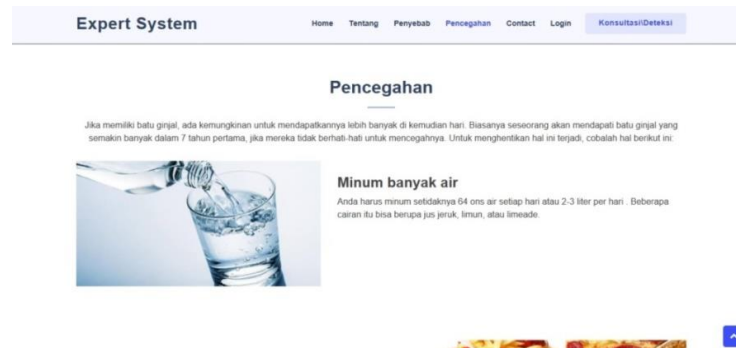 Expert System
Home Tentang Penyebab Pencegahan Contact Login Konsultasi\Deteksi
Pencegahan
Jika memiliki batu ginjal, ada kemungkinan untuk mendapatkannya lebih banyak di kemudian hari. Biasanya seseorang akan mendapati batu ginjal yang
semakin banyak dalam 7 tahun pertama, jika mereka tidak berhati-hati untuk mencegahnya. Untuk menghentikan hal ini terjadi, cobalah hal berikut ini:
Minum banyak air
Anda harus minum setidaknya 64 ons air setiap hari atau 2-3 liter per hari . Beberapa
cairan itu bisa berupa jus jeruk, limun, atau limeade.